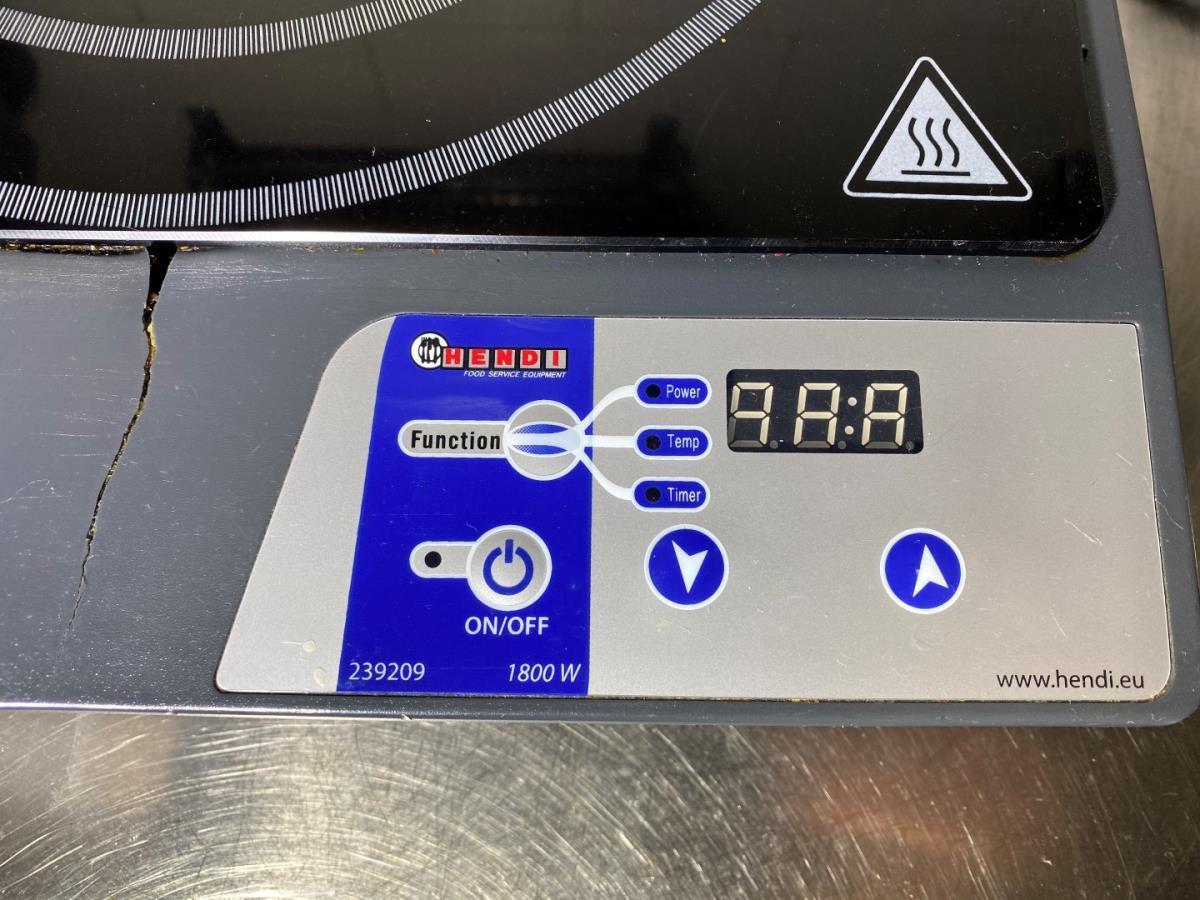 HENDI
FOOD SERVICE EQUIPMENT
Function
Power
Temp
Timer
ON/OFF
239209
1800 W
www.hendi.eu